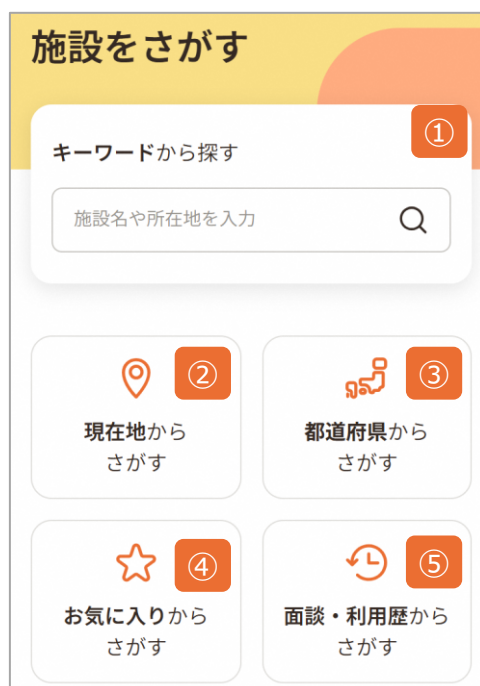 施設をさがす
①
キーワードから探す
施設名や所在地を入力
②
現在地から
さがす
③
都道府県から
さがす
④
お気に入りから
さがす
⑤
面談・利用歴から
さがす